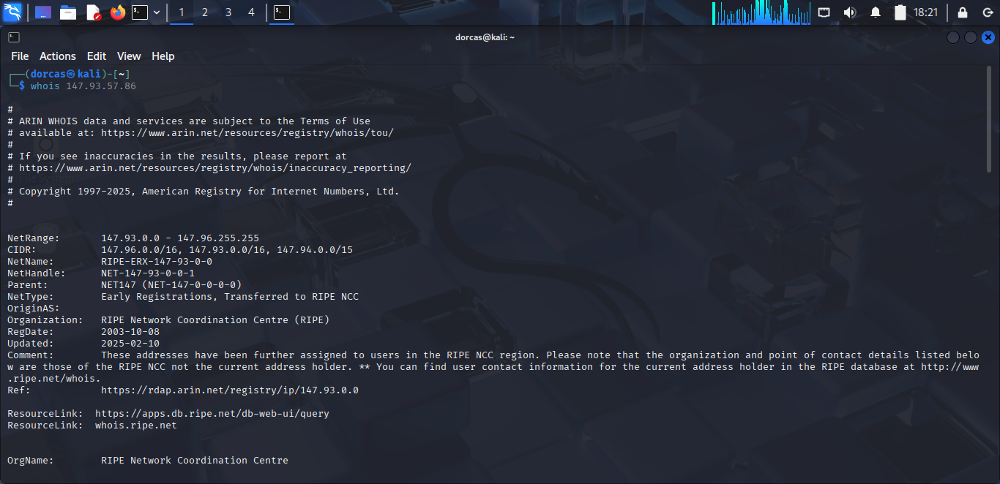 1 2 3 4 18:21
dorcas@kali: ~
File Actions Edit View Help
┌──(dorcas㉿kali)-[~]
└─$ whois 147.93.57.86
#
# ARIN WHOIS data and services are subject to the Terms of Use
# available at: https://www.arin.net/resources/registry/whois/tou/
#
# If you see inaccuracies in the results, please report at
# https://www.arin.net/resources/registry/whois/inaccuracy_reporting/
#
File System
# Copyright 1997-2025, American Registry for Internet Numbers, Ltd.
#
NetRange: 147.93.0.0 - 147.96.255.255
CIDR: 147.96.0.0/16, 147.93.0.0/16, 147.94.0.0/15
NetName: RIPE-ERX-147-93-0-0
NetHandle: NET-147-93-0-0-1
Parent: NET147 (NET-147-0-0-0-0)
NetType: Early Registrations, Transferred to RIPE NCC
OriginAS:
Organization: RIPE Network Coordination Centre (RIPE)
RegDate: 2003-10-08
Updated: 2025-02-10
Comment: These addresses have been further assigned to users in the RIPE NCC region. Please note that the organization and point of contact details listed belo
w are those of the RIPE NCC not the current address holder. ** You can find user contact information for the current address holder in the RIPE database at http://www
.ripe.net/whois.
Ref: https://rdap.arin.net/registry/ip/147.93.0.0
ResourceLink: https://apps.db.ripe.net/db-web-ui/query
ResourceLink: whois.ripe.net
OrgName: RIPE Network Coordination Centre